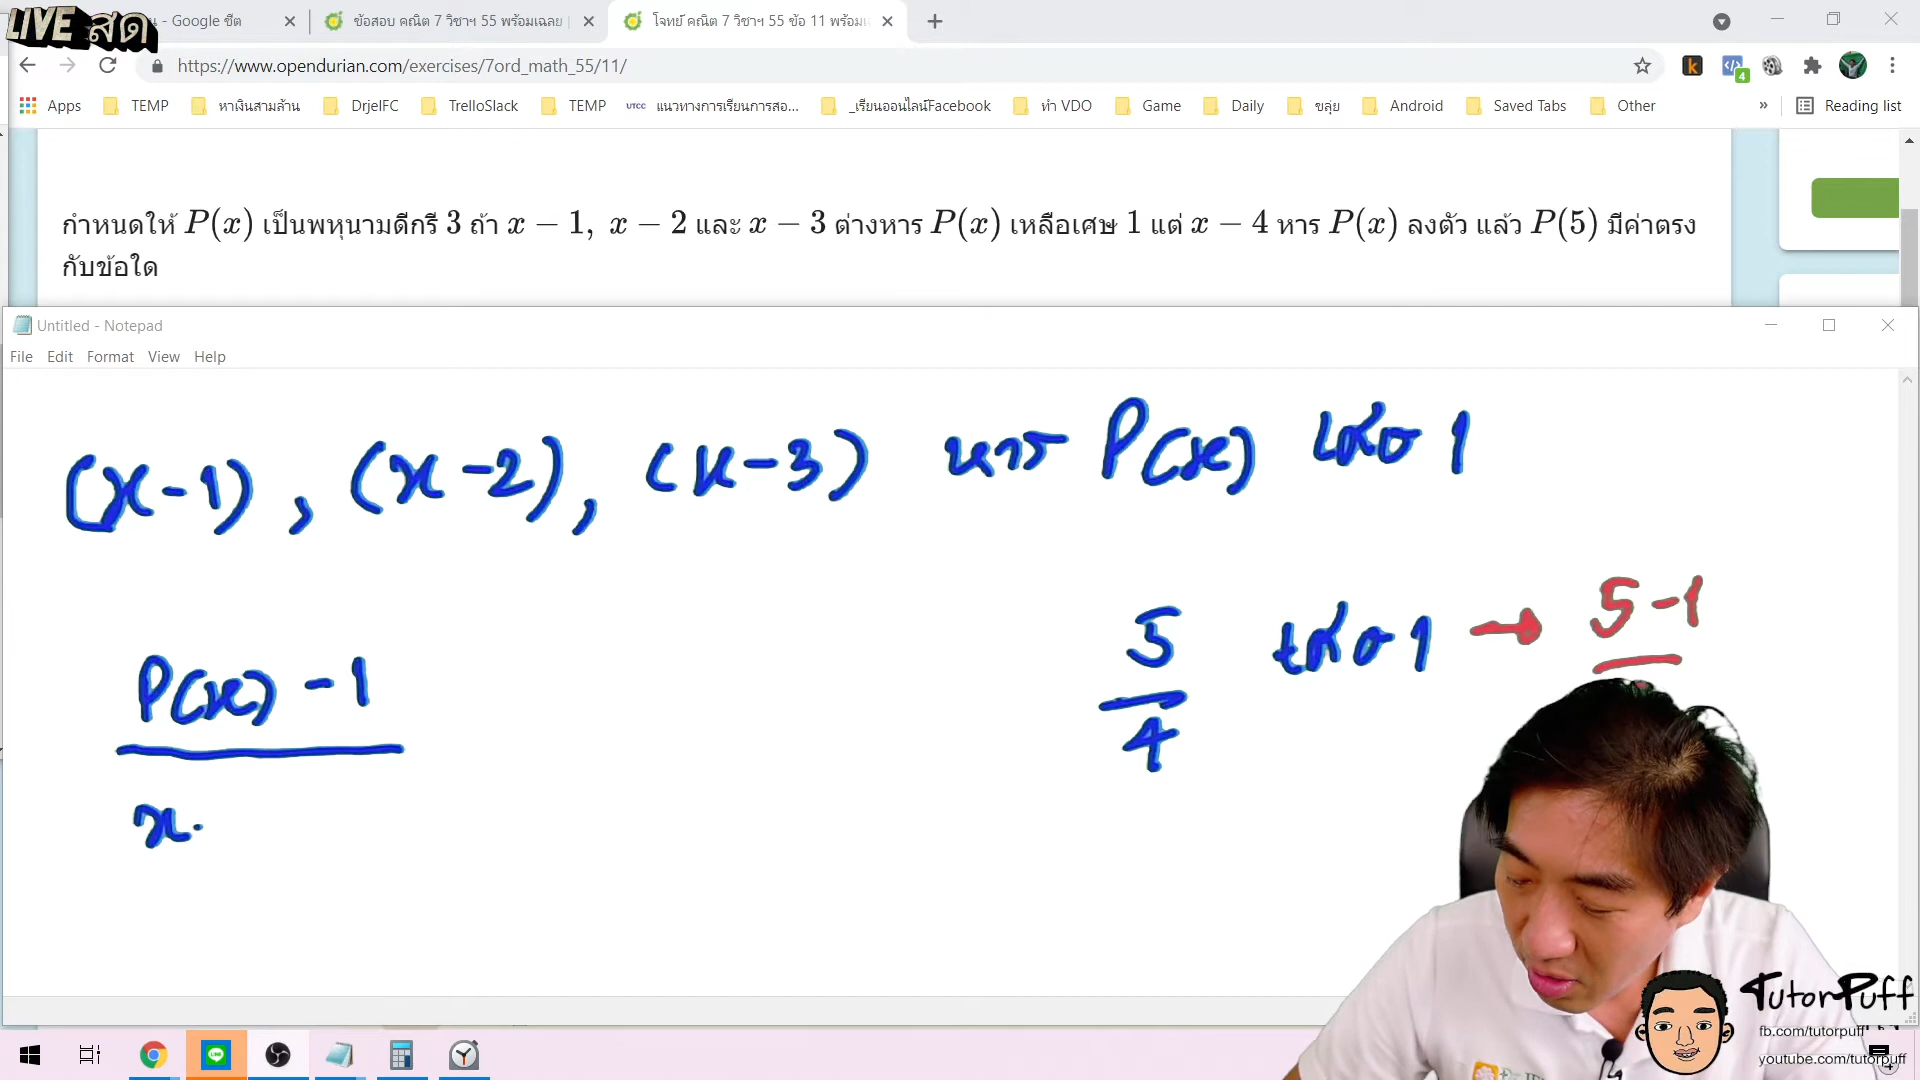 LIVE สด
น - Google ชีต
ข้อสอบ คณิต 7 วิชาฯ 55 พร้อมเฉลย |
โจทย์ คณิต 7 วิชาฯ 55 ข้อ 11 พร้อมเ
https://www.opendurian.com/exercises/7ord_math_55/11/
Apps TEMP หาเงินสามล้าน DrjelFC TrelloSlack TEMP UTCC แนวทางการเรียนการสอ... _เรียนออนไลน์Facebook ทำ VDO Game Daily ขลุ่ย Android Saved Tabs Other » Reading list
กำหนดให้ P(x) เป็นพหุนามดีกรี 3 ถ้า x − 1, x − 2 และ x − 3 ต่างหาร P(x) เหลือเศษ 1 แต่ x − 4 หาร P(x) ลงตัว แล้ว P(5) มีค่าตรง
กับข้อใด
Untitled - Notepad
File Edit Format View Help
(x-1) , (x-2), (x-3) หาร P(x) เศษ 1
5 เศษ 1 → 5-1
4
P(x) - 1
x-
TutorPuff
fb.com/tutorpuff
youtube.com/tutorpuff